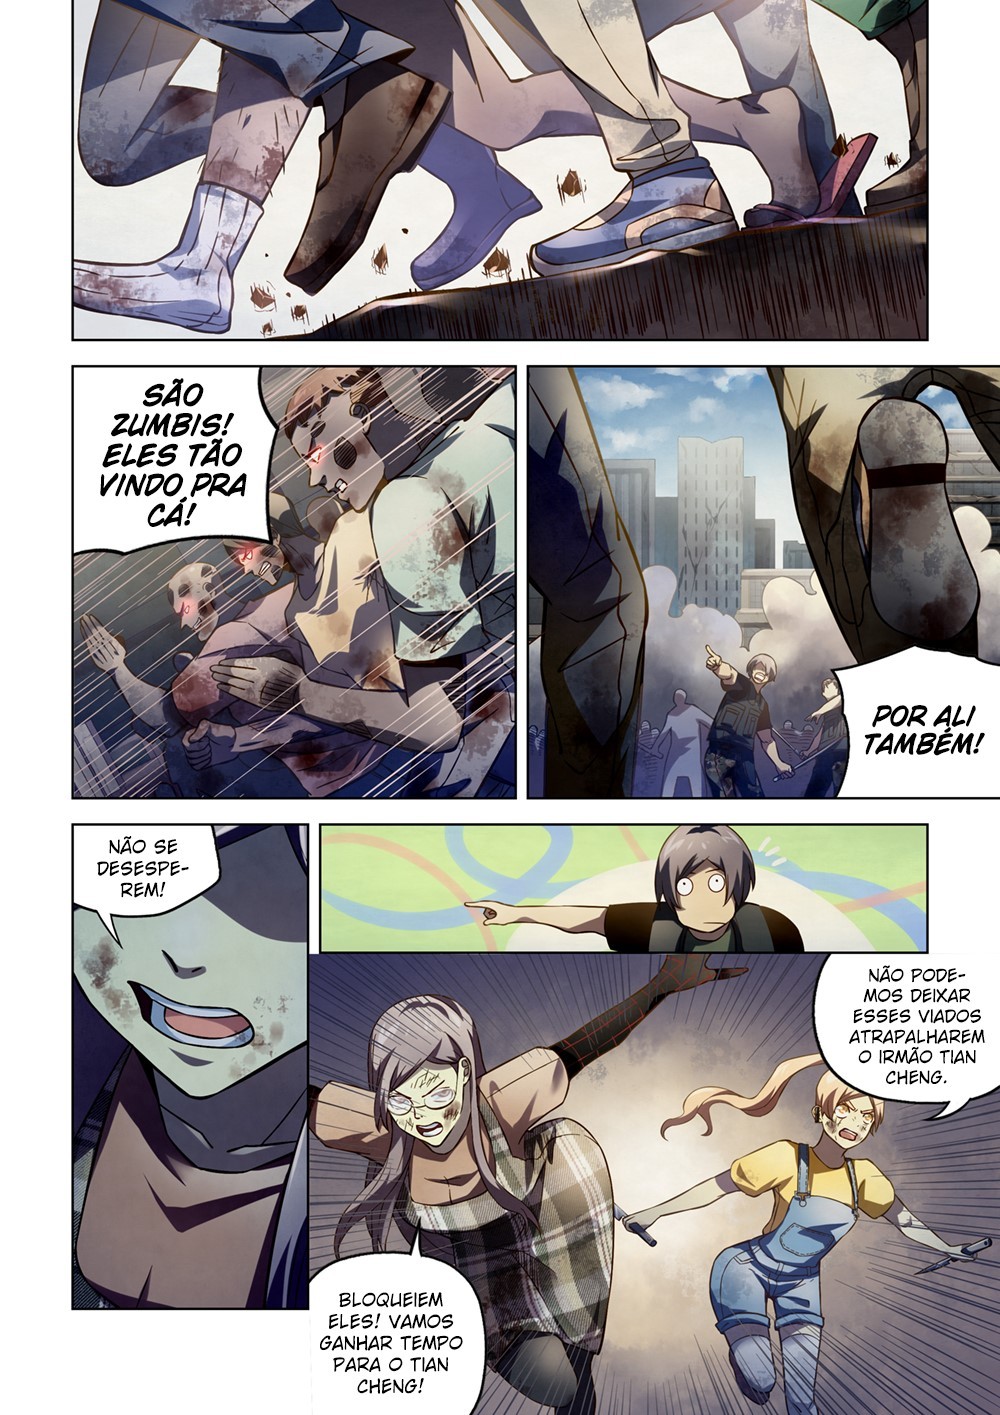 SÃO
ZUMBIS!
ELES TÃO
VINDO PRA
CÁ!
POR ALI
TAMBÉM!
NÃO SE
DESESPE-
REM!
NÃO PODE-
MOS DEIXAR
ESSES VIADOS
ATRAPALHAREM
O IRMÃO TIAN
CHENG.
BLOQUEIEM
ELES! VAMOS
GANHAR TEMPO
PARA O TIAN
CHENG!